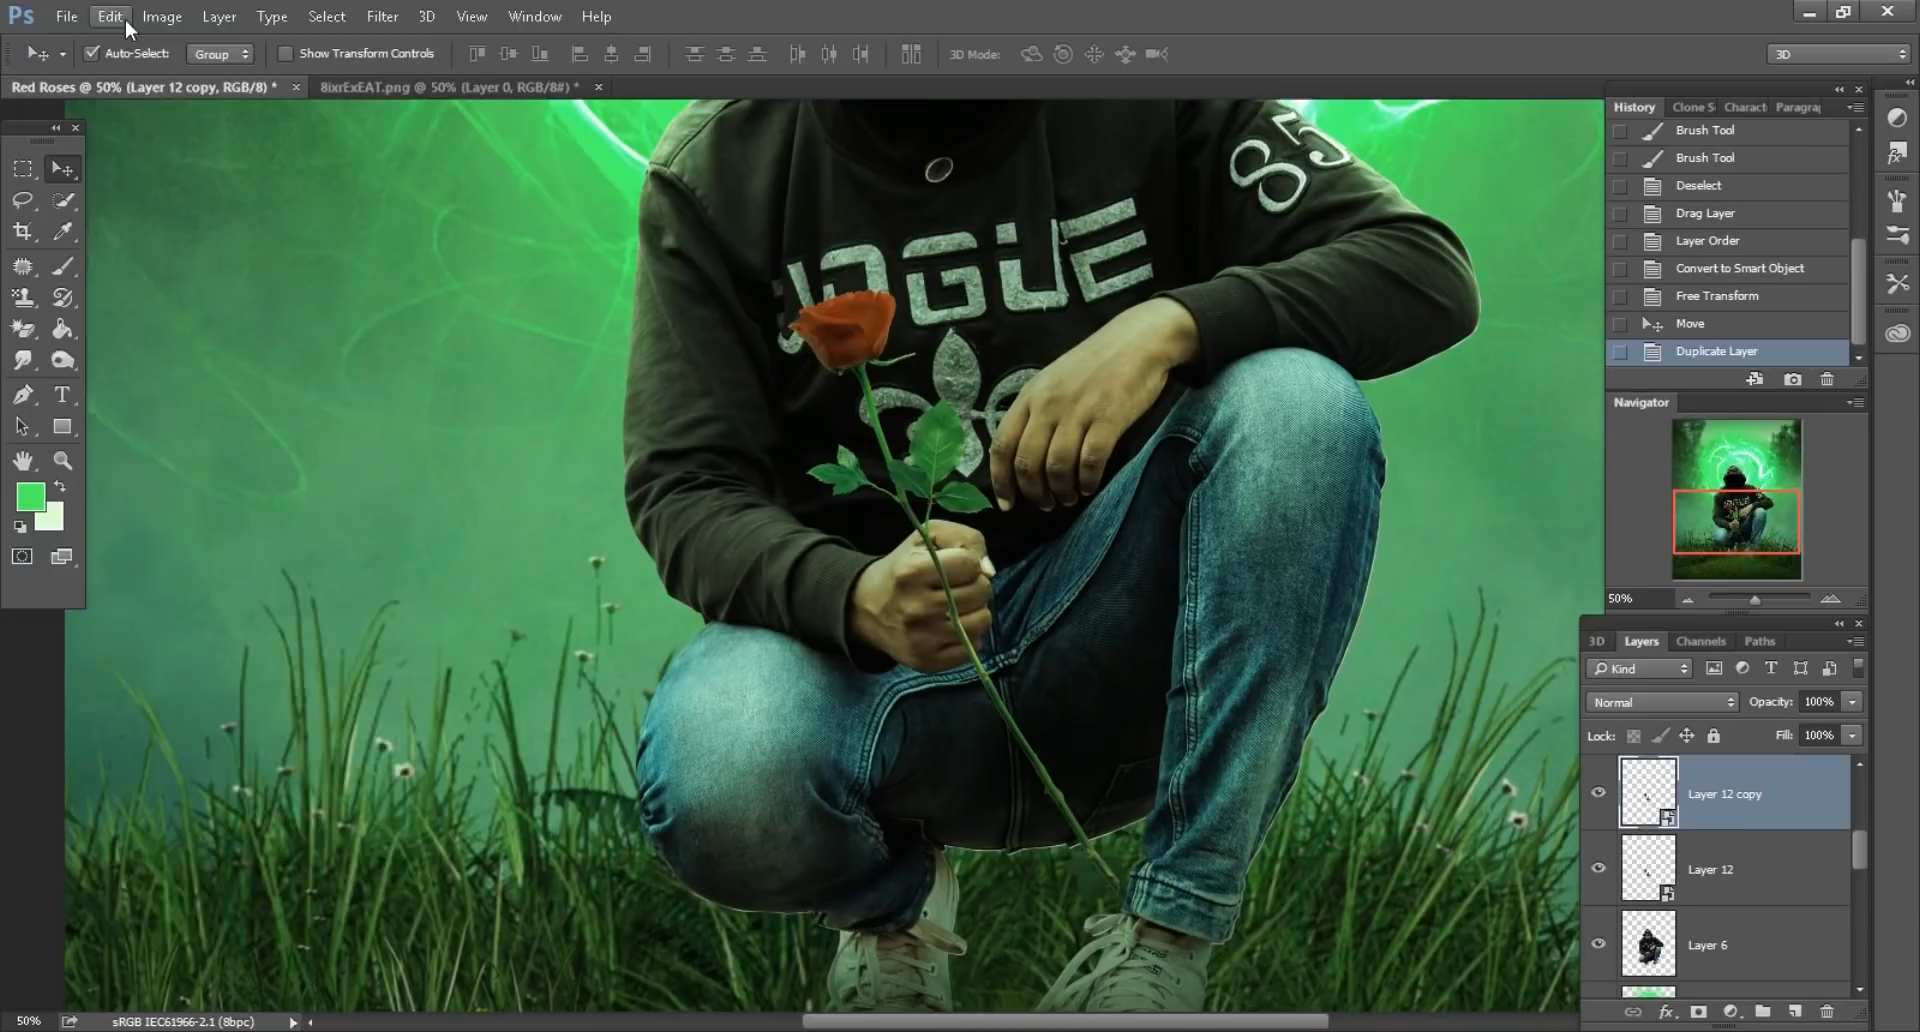 Ps File Edit Image Layer Type Select Filter 3D View Window Help
Auto-Select: Group Show Transform Controls 3D Mode: 3D
Red Roses @ 50% (Layer 12 copy, RGB/8) * 8ixrExEAT.png @ 50% (Layer 0, RGB/8#) *
History Clone S Charact Paragra
Brush Tool
Brush Tool
Deselect
Drag Layer
Layer Order
Convert to Smart Object
Free Transform
Move
Duplicate Layer
85
VOGUE
Navigator
50%
3D Layers Channels Paths
Kind
Normal Opacity: 100%
Lock: Fill: 100%
Layer 12 copy
Layer 12
Layer 6
50% sRGB IEC61966-2.1 (8bpc)